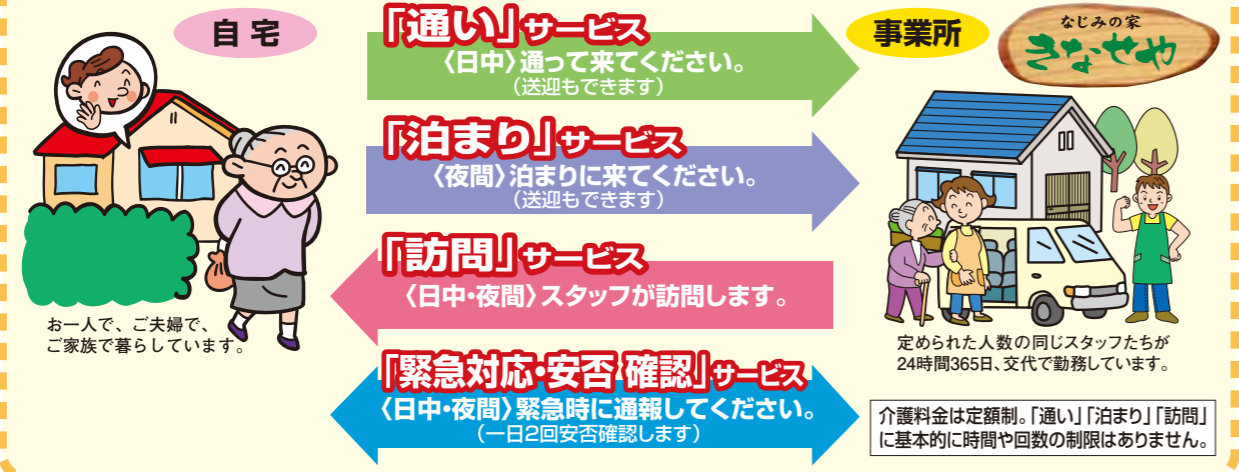 自宅
「通い」サービス
〈日中〉通って来てください。
（送迎もできます）
「泊まり」サービス
〈夜間〉泊まりに来てください。
（送迎もできます）
「訪問」サービス
〈日中・夜間〉スタッフが訪問します。
「緊急対応・安否 確認」サービス
〈日中・夜間〉緊急時に通報してください。
（一日2回安否確認します）
お一人で、ご夫婦で、
ご家族で暮らしています。
事業所
なじみの家
きなせや
定められた人数の同じスタッフたちが
24時間365日、交代で勤務しています。
介護料金は定額制。「通い」「泊まり」「訪問」
に基本的に時間や回数の制限はありません。